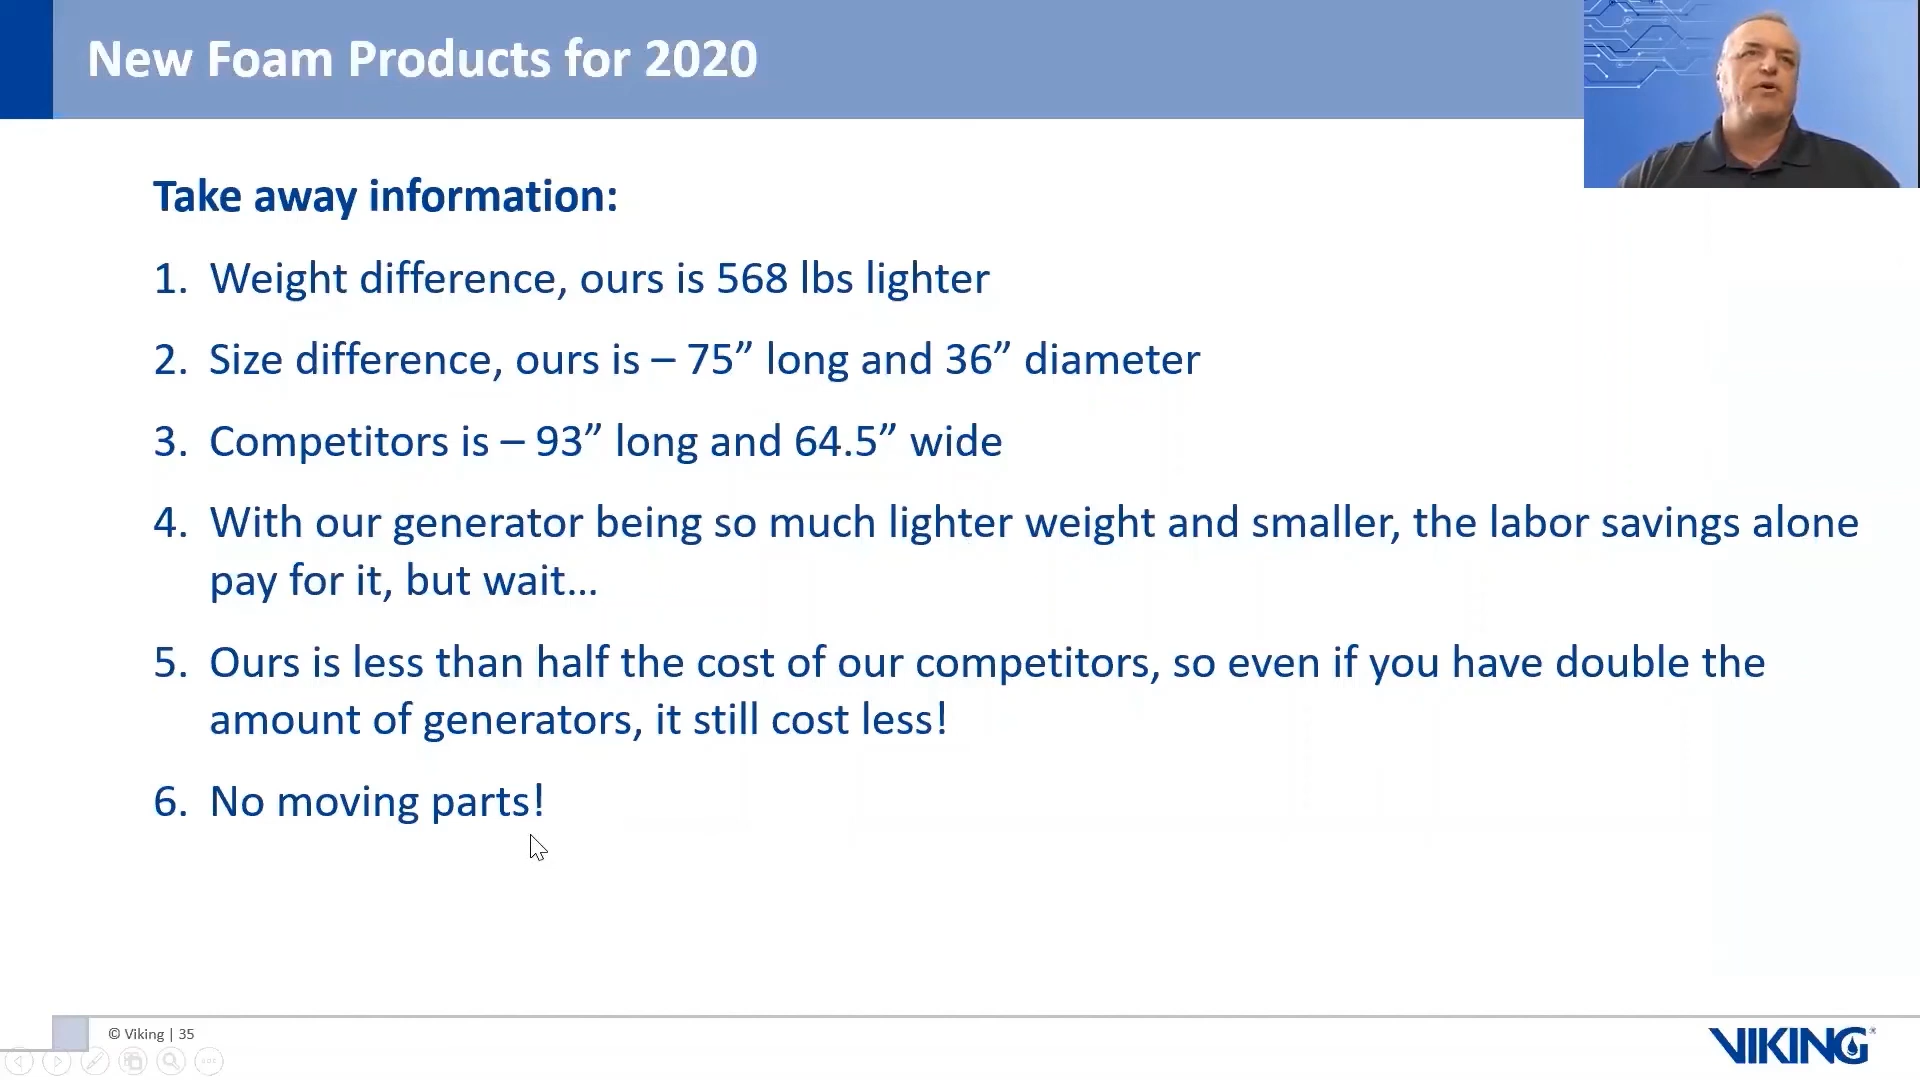 New Foam Products for 2020
Take away information:
1. Weight difference, ours is 568 lbs lighter
2. Size difference, ours is – 75” long and 36” diameter
3. Competitors is – 93” long and 64.5” wide
4. With our generator being so much lighter weight and smaller, the labor savings alone
pay for it, but wait…
5. Ours is less than half the cost of our competitors, so even if you have double the
amount of generators, it still cost less!
6. No moving parts!
© Viking | 35
VIKING®